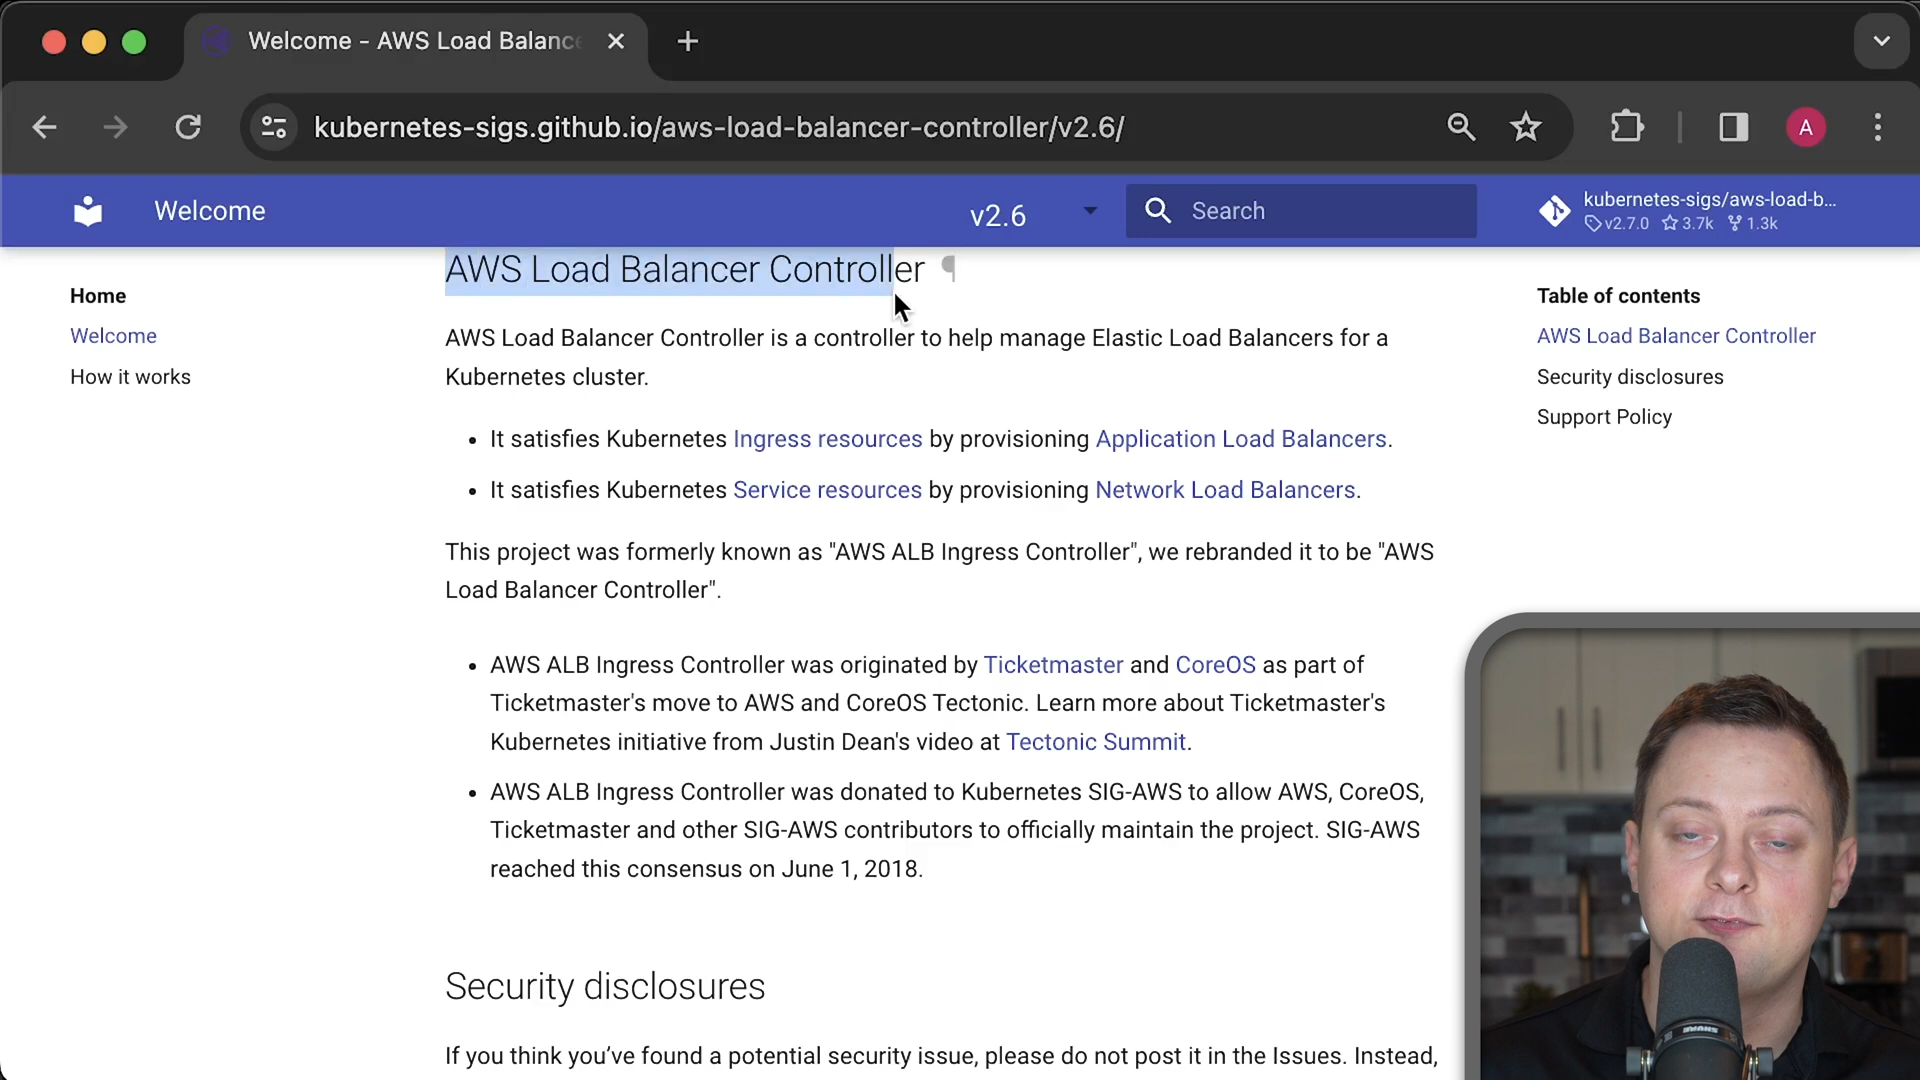 Welcome - AWS Load Balanc
kubernetes-sigs.github.io/aws-load-balancer-controller/v2.6/
A
Welcome
v2.6
Search
kubernetes-sigs/aws-load-b...
v2.7.0 3.7k 1.3k
Home
Welcome
How it works
AWS Load Balancer Controller ¶
AWS Load Balancer Controller is a controller to help manage Elastic Load Balancers for a
Kubernetes cluster.
• It satisfies Kubernetes Ingress resources by provisioning Application Load Balancers.
• It satisfies Kubernetes Service resources by provisioning Network Load Balancers.
This project was formerly known as "AWS ALB Ingress Controller", we rebranded it to be "AWS
Load Balancer Controller".
• AWS ALB Ingress Controller was originated by Ticketmaster and CoreOS as part of
Ticketmaster's move to AWS and CoreOS Tectonic. Learn more about Ticketmaster's
Kubernetes initiative from Justin Dean's video at Tectonic Summit.
• AWS ALB Ingress Controller was donated to Kubernetes SIG-AWS to allow AWS, CoreOS,
Ticketmaster and other SIG-AWS contributors to officially maintain the project. SIG-AWS
reached this consensus on June 1, 2018.
Security disclosures
If you think you’ve found a potential security issue, please do not post it in the Issues. Instead,
Table of contents
AWS Load Balancer Controller
Security disclosures
Support Policy
SHURE